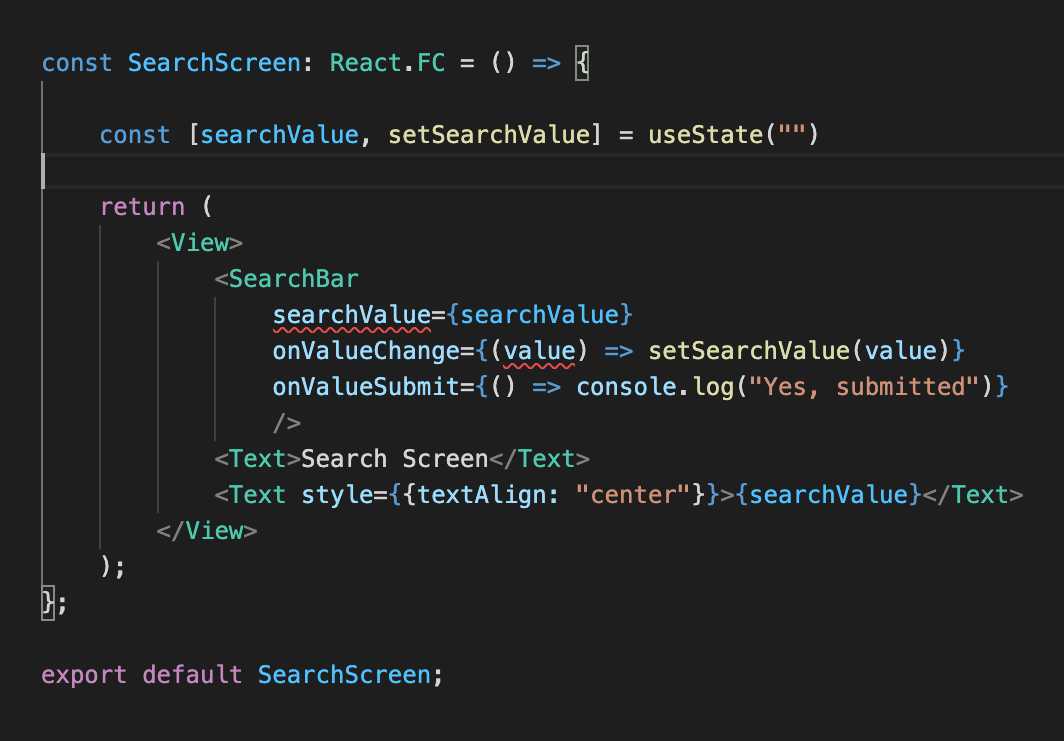 const SearchScreen: React.FC = () => {
const [searchValue, setSearchValue] = useState("")
return (
<View>
<SearchBar
searchValue={searchValue}
onValueChange={(value) => setSearchValue(value)}
onValueSubmit={() => console.log("Yes, submitted")}
/>
<Text>Search Screen</Text>
<Text style={{textAlign: "center"}}>{searchValue}</Text>
</View>
);
};
export default SearchScreen;